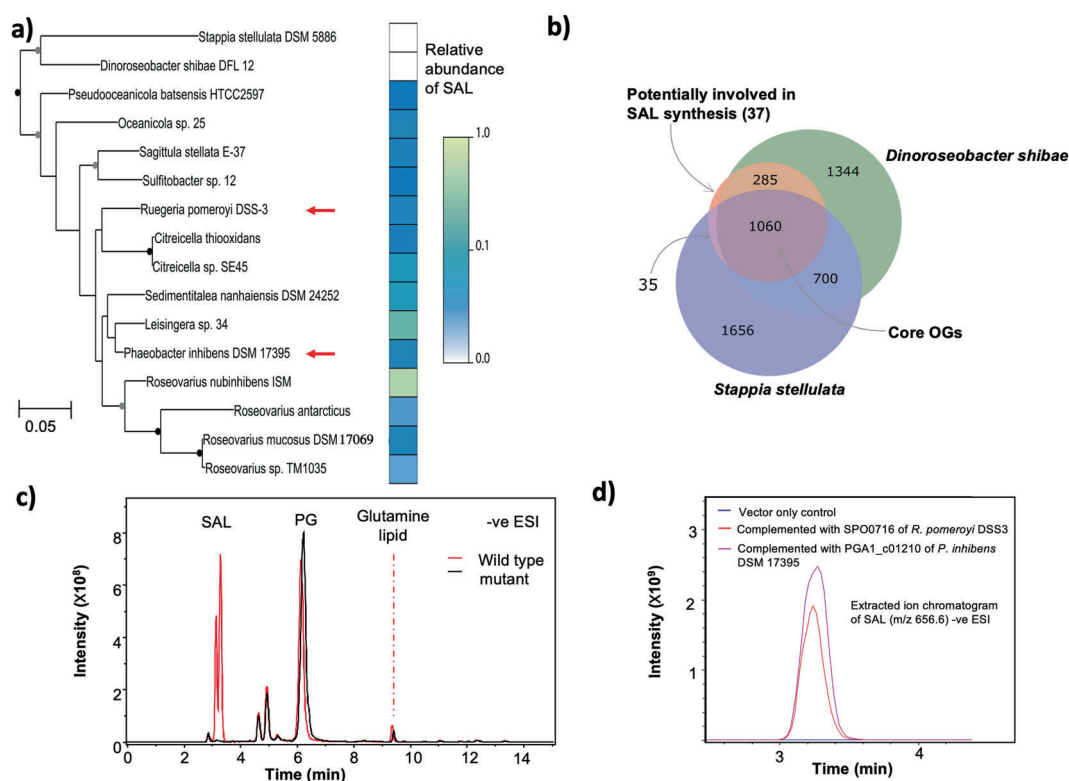 a)
Stappia stellulata DSM 5886
Dinoroseobacter shibae DFL 12
Pseudooceanicola batsensis HTCC2597
Oceanicola sp. 25
Sagittula stellata E-37
Sulfitobacter sp. 12
Ruegeria pomeroyi DSS-3
Citreicella thiooxidans
Citreicella sp. SE45
Sedimentitalea nanhaiensis DSM 24252
Leisingera sp. 34
Phaeobacter inhibens DSM 17395
Roseovarius nubinhibens ISM
Roseovarius antarcticus
Roseovarius mucosus DSM 17069
Roseovarius sp. TM1035
0.05
Relative
abundance
of SAL
1.0
0.1
0.0
b)
Potentially involved in
SAL synthesis (37)
Dinoroseobacter shibae
285
1344
1060
35
700
1656
Core OGs
Stappia stellulata
c)
SAL
PG
Glutamine
lipid
-ve ESI
Wild type
mutant
Intensity (X10⁸)
8
6
4
2
0
0
2
4
6
8
10
12
14
Time (min)
d)
Vector only control
Complemented with SPO0716 of R. pomeroyi DSS3
Complemented with PGA1_c01210 of P. inhibens
DSM 17395
Extracted ion chromatogram
of SAL (m/z 656.6) -ve ESI
Intensity (X10⁹)
3
2
1
0
3
4
Time (min)